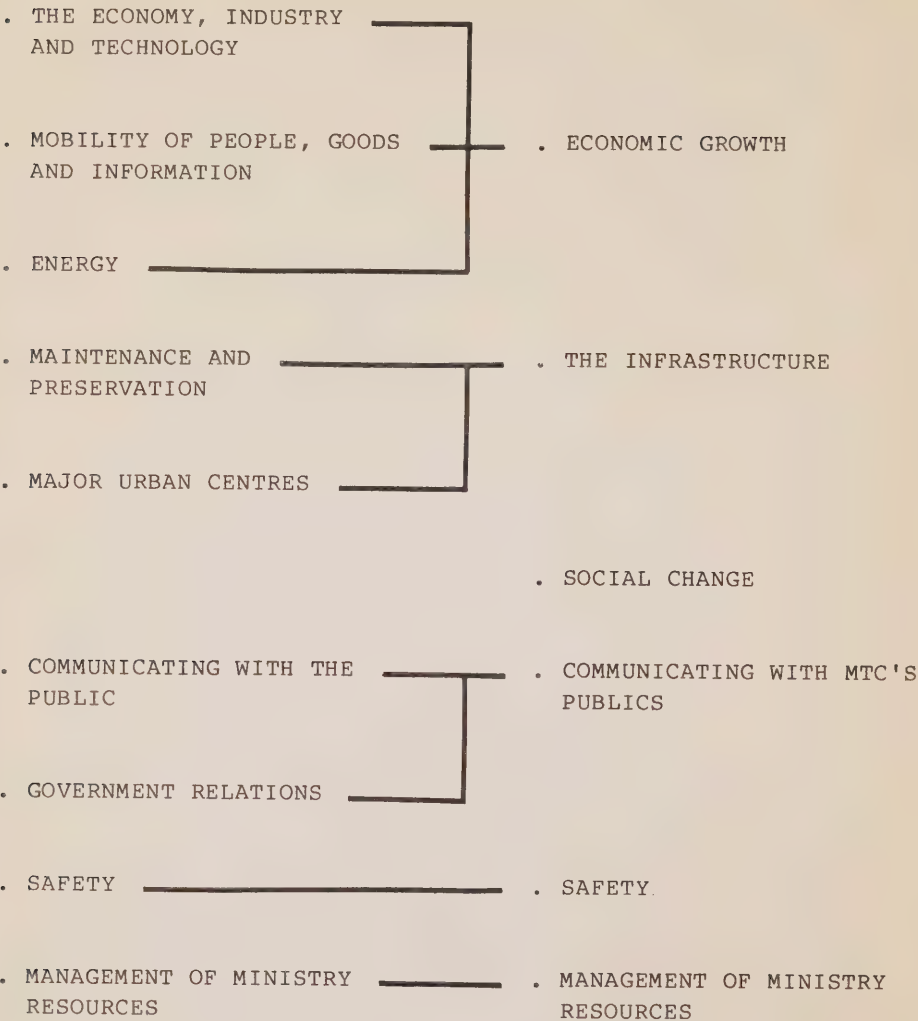 . THE ECONOMY, INDUSTRY
AND TECHNOLOGY
. MOBILITY OF PEOPLE, GOODS
AND INFORMATION
. ECONOMIC GROWTH
. ENERGY
. MAINTENANCE AND
PRESERVATION
. THE INFRASTRUCTURE
. MAJOR URBAN CENTRES
. SOCIAL CHANGE
. COMMUNICATING WITH THE
PUBLIC
. COMMUNICATING WITH MTC'S
PUBLICS
. GOVERNMENT RELATIONS
. SAFETY
. SAFETY
. MANAGEMENT OF MINISTRY
RESOURCES
. MANAGEMENT OF MINISTRY
RESOURCES